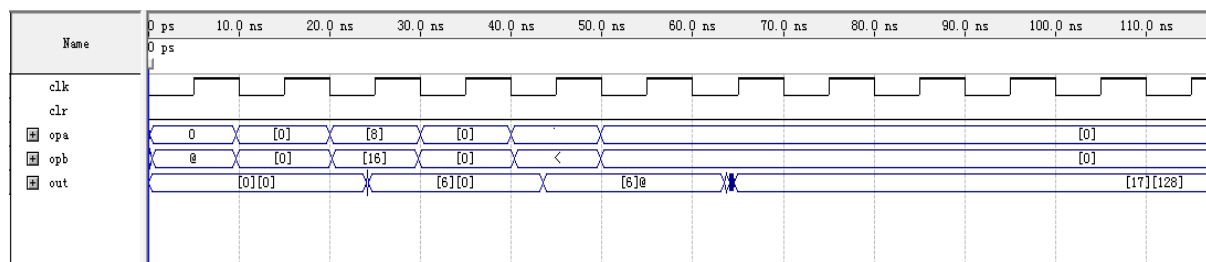 Name
0 ps 10.0 ns 20.0 ns 30.0 ns 40.0 ns 50.0 ns 60.0 ns 70.0 ns 80.0 ns 90.0 ns 100.0 ns 110.0 ns
0 ps
clk
clr
opa 0 [0] [8] [0] . [0]
opb @ [0] [16] [0] < [0]
out [0][0] [6][0] [6]@ [17][128]